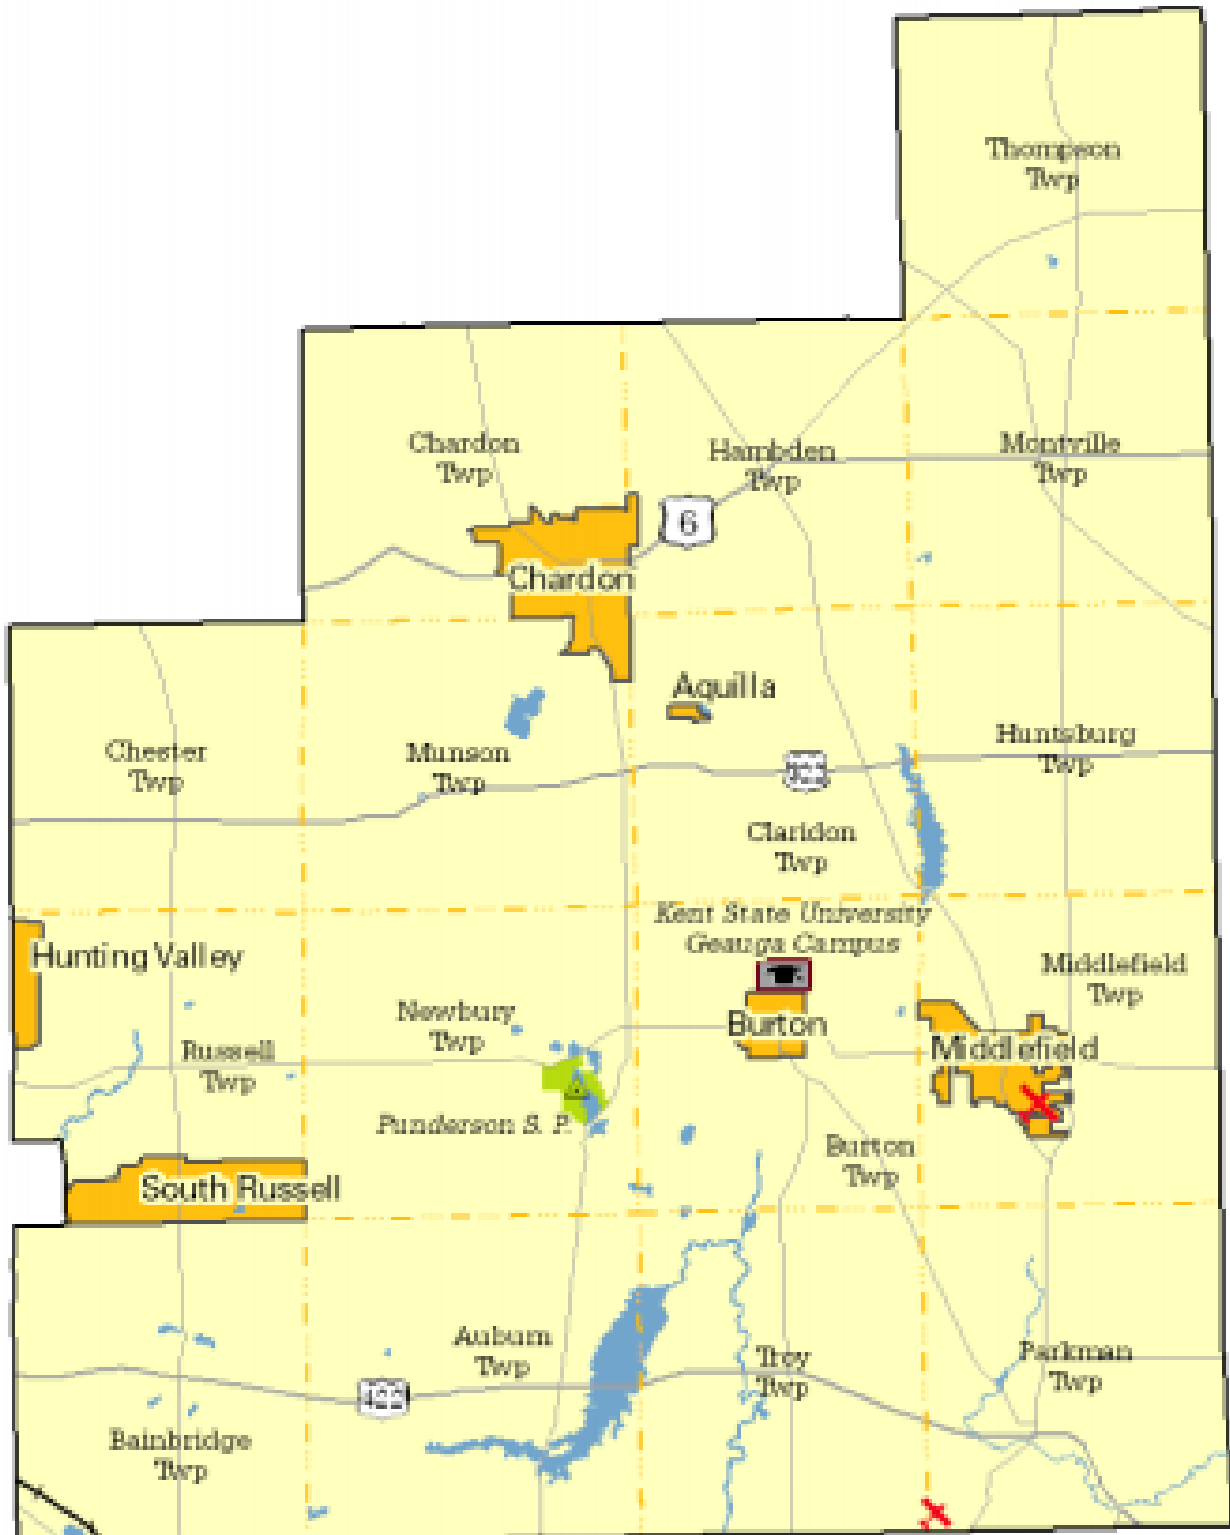 Thompson
Twp
Chardon
Twp
Hambden
Twp
Montville
Twp
6
Chardon
Aquilla
Chester
Twp
Munson
Twp
Huntsburg
Twp
Claridon
Twp
Kent State University
Geauga Campus
Hunting Valley
Middlefield
Twp
Newbury
Twp
Burton
Russell
Twp
Middlefield
Punderson S. P.
Burton
Twp
South Russell
Auburn
Twp
Troy
Twp
Parkman
Twp
422
Bainbridge
Twp